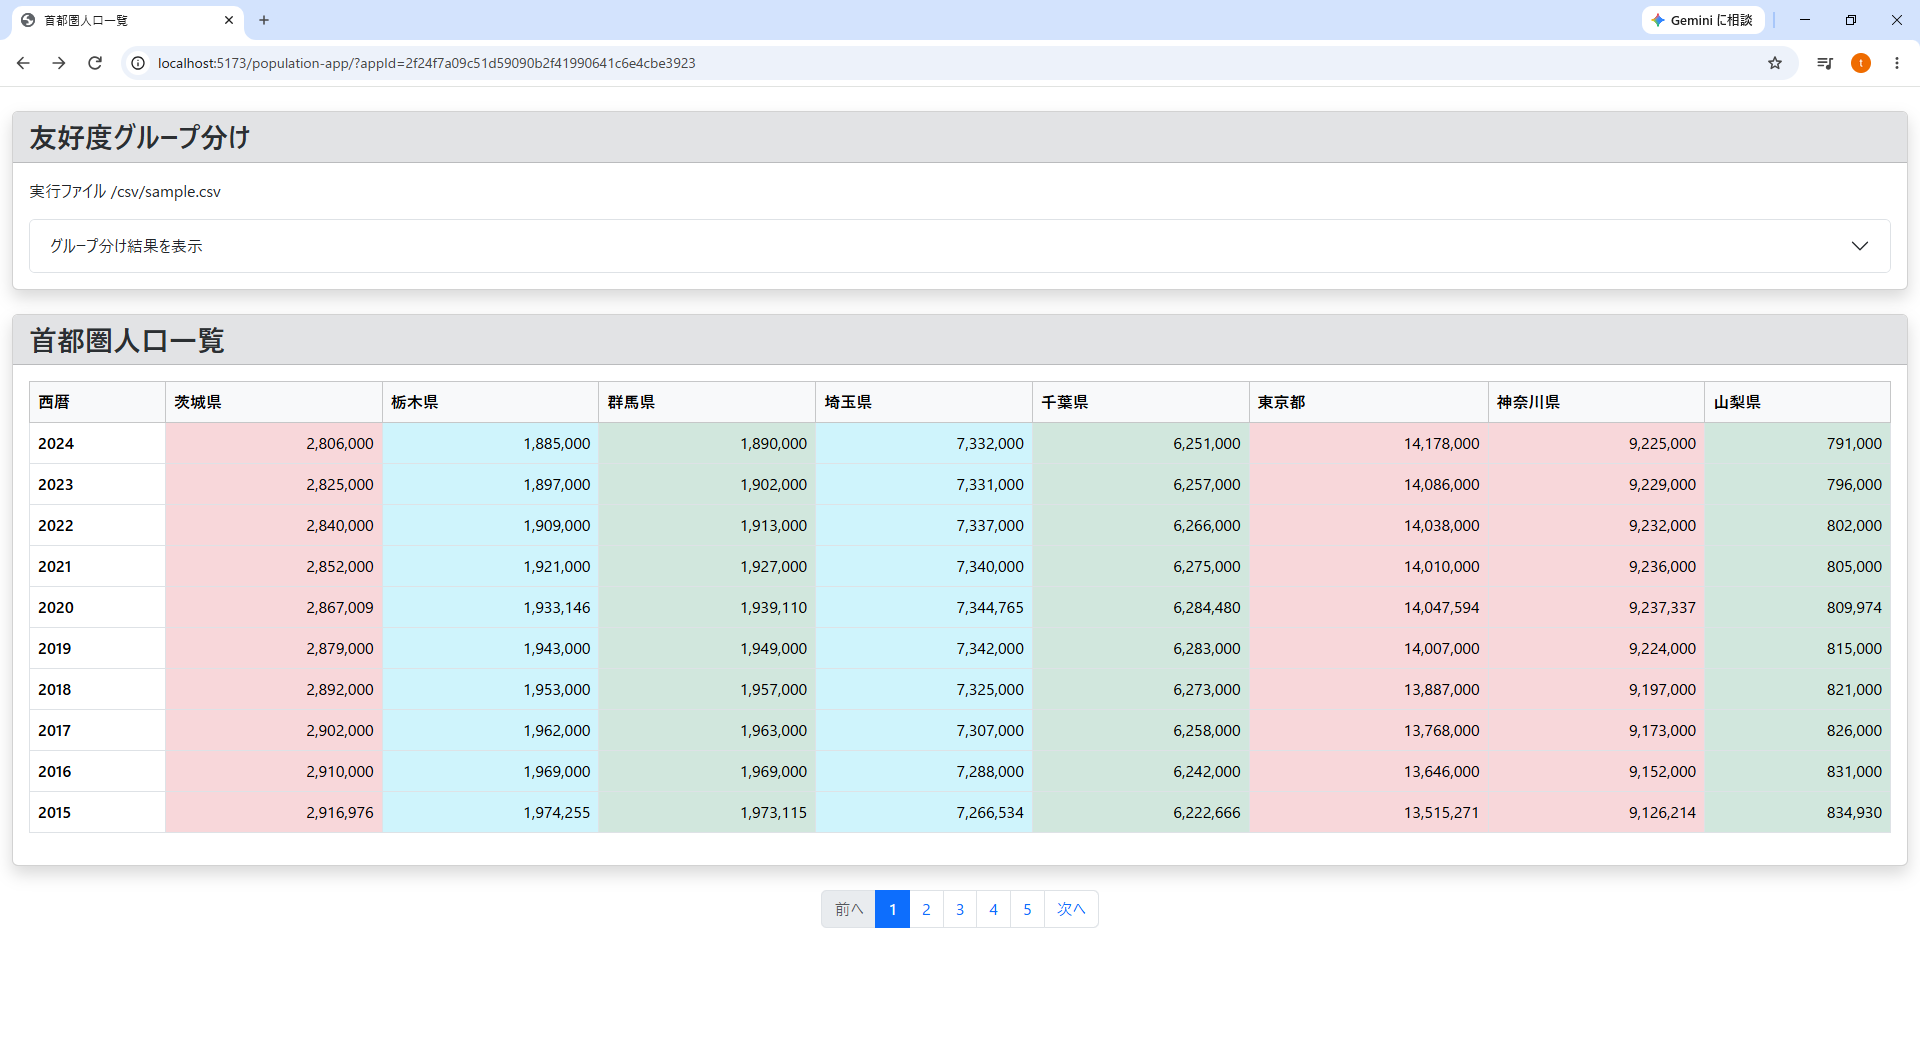 首都圏人口一覧
Gemini に相談
localhost:5173/population-app/?appId=2f24f7a09c51d59090b2f41990641c6e4cbe3923
t
友好度グループ分け
実行ファイル /csv/sample.csv
グループ分け結果を表示
首都圏人口一覧
西暦 茨城県 栃木県 群馬県 埼玉県 千葉県 東京都 神奈川県 山梨県
2024 2,806,000 1,885,000 1,890,000 7,332,000 6,251,000 14,178,000 9,225,000 791,000
2023 2,825,000 1,897,000 1,902,000 7,331,000 6,257,000 14,086,000 9,229,000 796,000
2022 2,840,000 1,909,000 1,913,000 7,337,000 6,266,000 14,038,000 9,232,000 802,000
2021 2,852,000 1,921,000 1,927,000 7,340,000 6,275,000 14,010,000 9,236,000 805,000
2020 2,867,009 1,933,146 1,939,110 7,344,765 6,284,480 14,047,594 9,237,337 809,974
2019 2,879,000 1,943,000 1,949,000 7,342,000 6,283,000 14,007,000 9,224,000 815,000
2018 2,892,000 1,953,000 1,957,000 7,325,000 6,273,000 13,887,000 9,197,000 821,000
2017 2,902,000 1,962,000 1,963,000 7,307,000 6,258,000 13,768,000 9,173,000 826,000
2016 2,910,000 1,969,000 1,969,000 7,288,000 6,242,000 13,646,000 9,152,000 831,000
2015 2,916,976 1,974,255 1,973,115 7,266,534 6,222,666 13,515,271 9,126,214 834,930
前へ 1 2 3 4 5 次へ